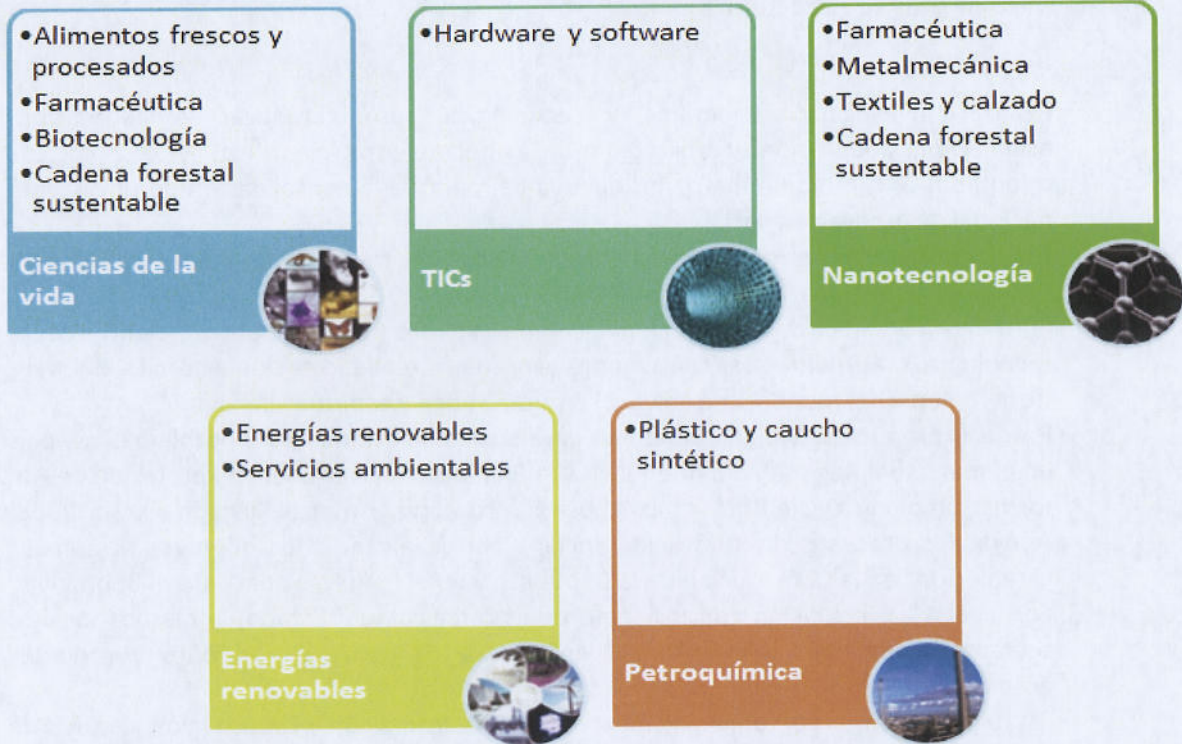 •Alimentos frescos y
procesados
•Farmacéutica
•Biotecnología
•Cadena forestal
sustentable
Ciencias de la
vida
•Hardware y software
TICs
•Farmacéutica
•Metalmecánica
•Textiles y calzado
•Cadena forestal
sustentable
Nanotecnología
•Energías renovables
•Servicios ambientales
Energías
renovables
•Plástico y caucho
sintético
Petroquímica